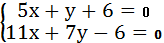 5x + y + 6 = 0
11x + 7y − 6 = 0